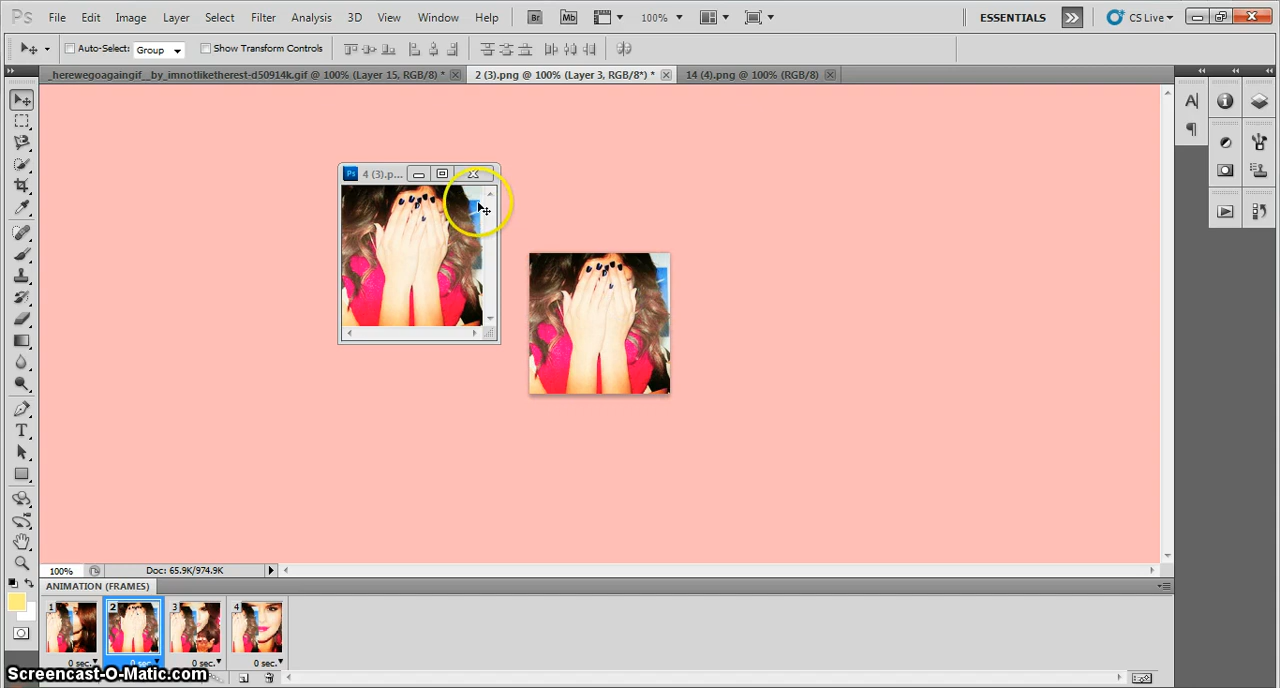 Ps File Edit Image Layer Select Filter Analysis 3D View Window Help Br Mb 100% ESSENTIALS CS Live
Auto-Select: Group Show Transform Controls
_herewegoagaingif__by_imnotliketherest-d50914k.gif @ 100% (Layer 15, RGB/8) * 2 (3).png @ 100% (Layer 3, RGB/8*) * 14 (4).png @ 100% (RGB/8)
Ps 4 (3).p...
100% Doc: 65.9K/974.9K
ANIMATION (FRAMES)
1 2 3 4
0 sec. 0 sec. 0 sec. 0 sec.
Screencast-O-Matic.com